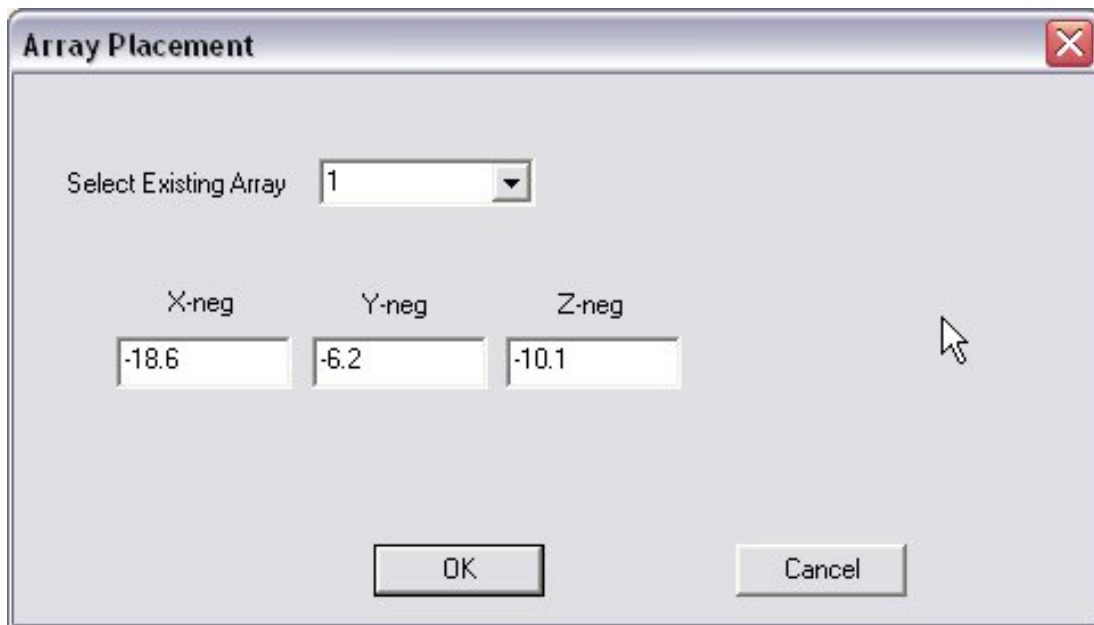 Array Placement
Select Existing Array 1
X-neg Y-neg Z-neg
-18.6 -6.2 -10.1
OK Cancel